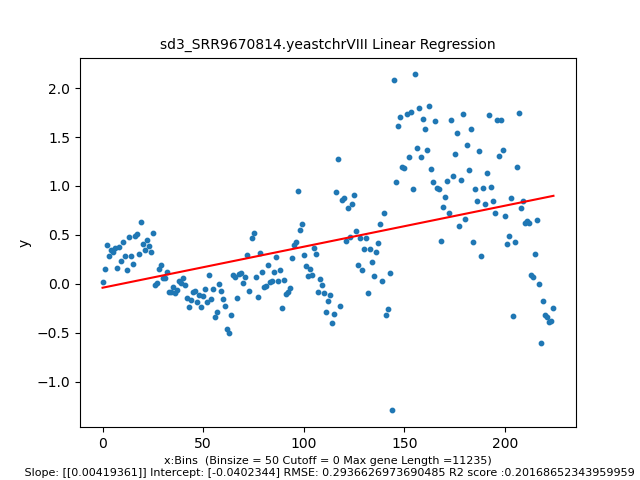 sd3_SRR9670814.yeastchrVIII Linear Regression
2.0
1.5
1.0
0.5
0.0
−0.5
−1.0
y
0 50 100 150 200
x:Bins (Binsize = 50 Cutoff = 0 Max gene Length =11235)
Slope: [[0.00419361]] Intercept: [-0.0402344] RMSE: 0.2936626973690485 R2 score :0.20168652343959959